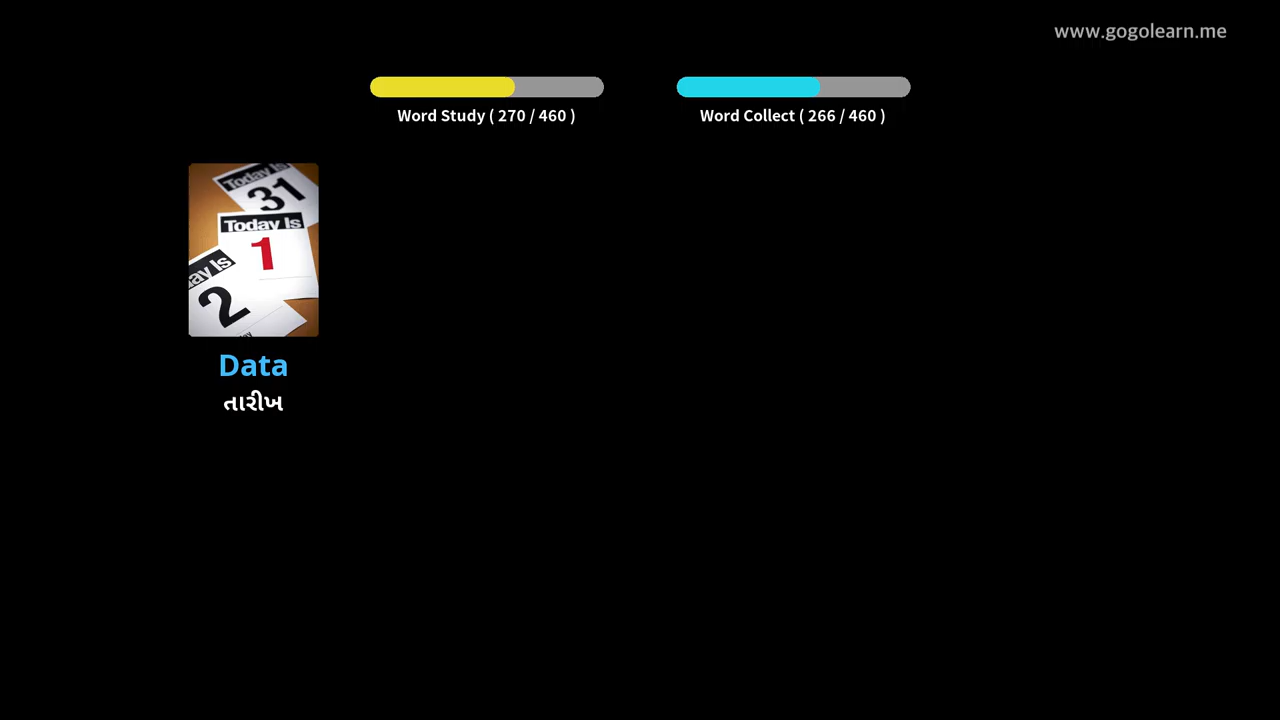 www.gogolearn.me
Word Study ( 270 / 460 )
Word Collect ( 266 / 460 )
Today Is
31
Today Is
1
ay Is
2
Data
તારીખ